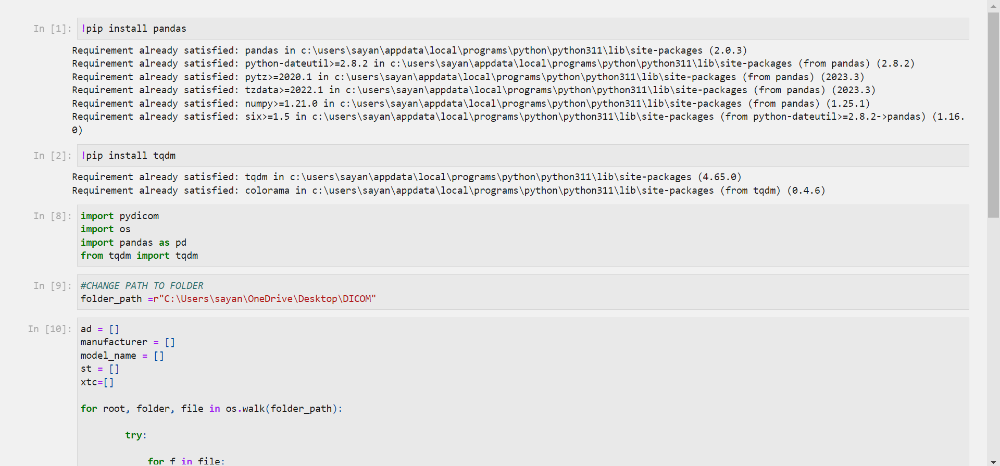 In [1]: !pip install pandas
Requirement already satisfied: pandas in c:\users\sayan\appdata\local\programs\python\python311\lib\site-packages (2.0.3)
Requirement already satisfied: python-dateutil>=2.8.2 in c:\users\sayan\appdata\local\programs\python\python311\lib\site-packages (from pandas) (2.8.2)
Requirement already satisfied: pytz>=2020.1 in c:\users\sayan\appdata\local\programs\python\python311\lib\site-packages (from pandas) (2023.3)
Requirement already satisfied: tzdata>=2022.1 in c:\users\sayan\appdata\local\programs\python\python311\lib\site-packages (from pandas) (2023.3)
Requirement already satisfied: numpy>=1.21.0 in c:\users\sayan\appdata\local\programs\python\python311\lib\site-packages (from pandas) (1.25.1)
Requirement already satisfied: six>=1.5 in c:\users\sayan\appdata\local\programs\python\python311\lib\site-packages (from python-dateutil>=2.8.2->pandas) (1.16.
0)
In [2]: !pip install tqdm
Requirement already satisfied: tqdm in c:\users\sayan\appdata\local\programs\python\python311\lib\site-packages (4.65.0)
Requirement already satisfied: colorama in c:\users\sayan\appdata\local\programs\python\python311\lib\site-packages (from tqdm) (0.4.6)
In [8]: import pydicom
import os
import pandas as pd
from tqdm import tqdm
In [9]: #CHANGE PATH TO FOLDER
folder_path =r"C:\Users\sayan\OneDrive\Desktop\DICOM"
In [10]: ad = []
manufacturer = []
model_name = []
st = []
xtc=[]
for root, folder, file in os.walk(folder_path):
try:
for f in file: